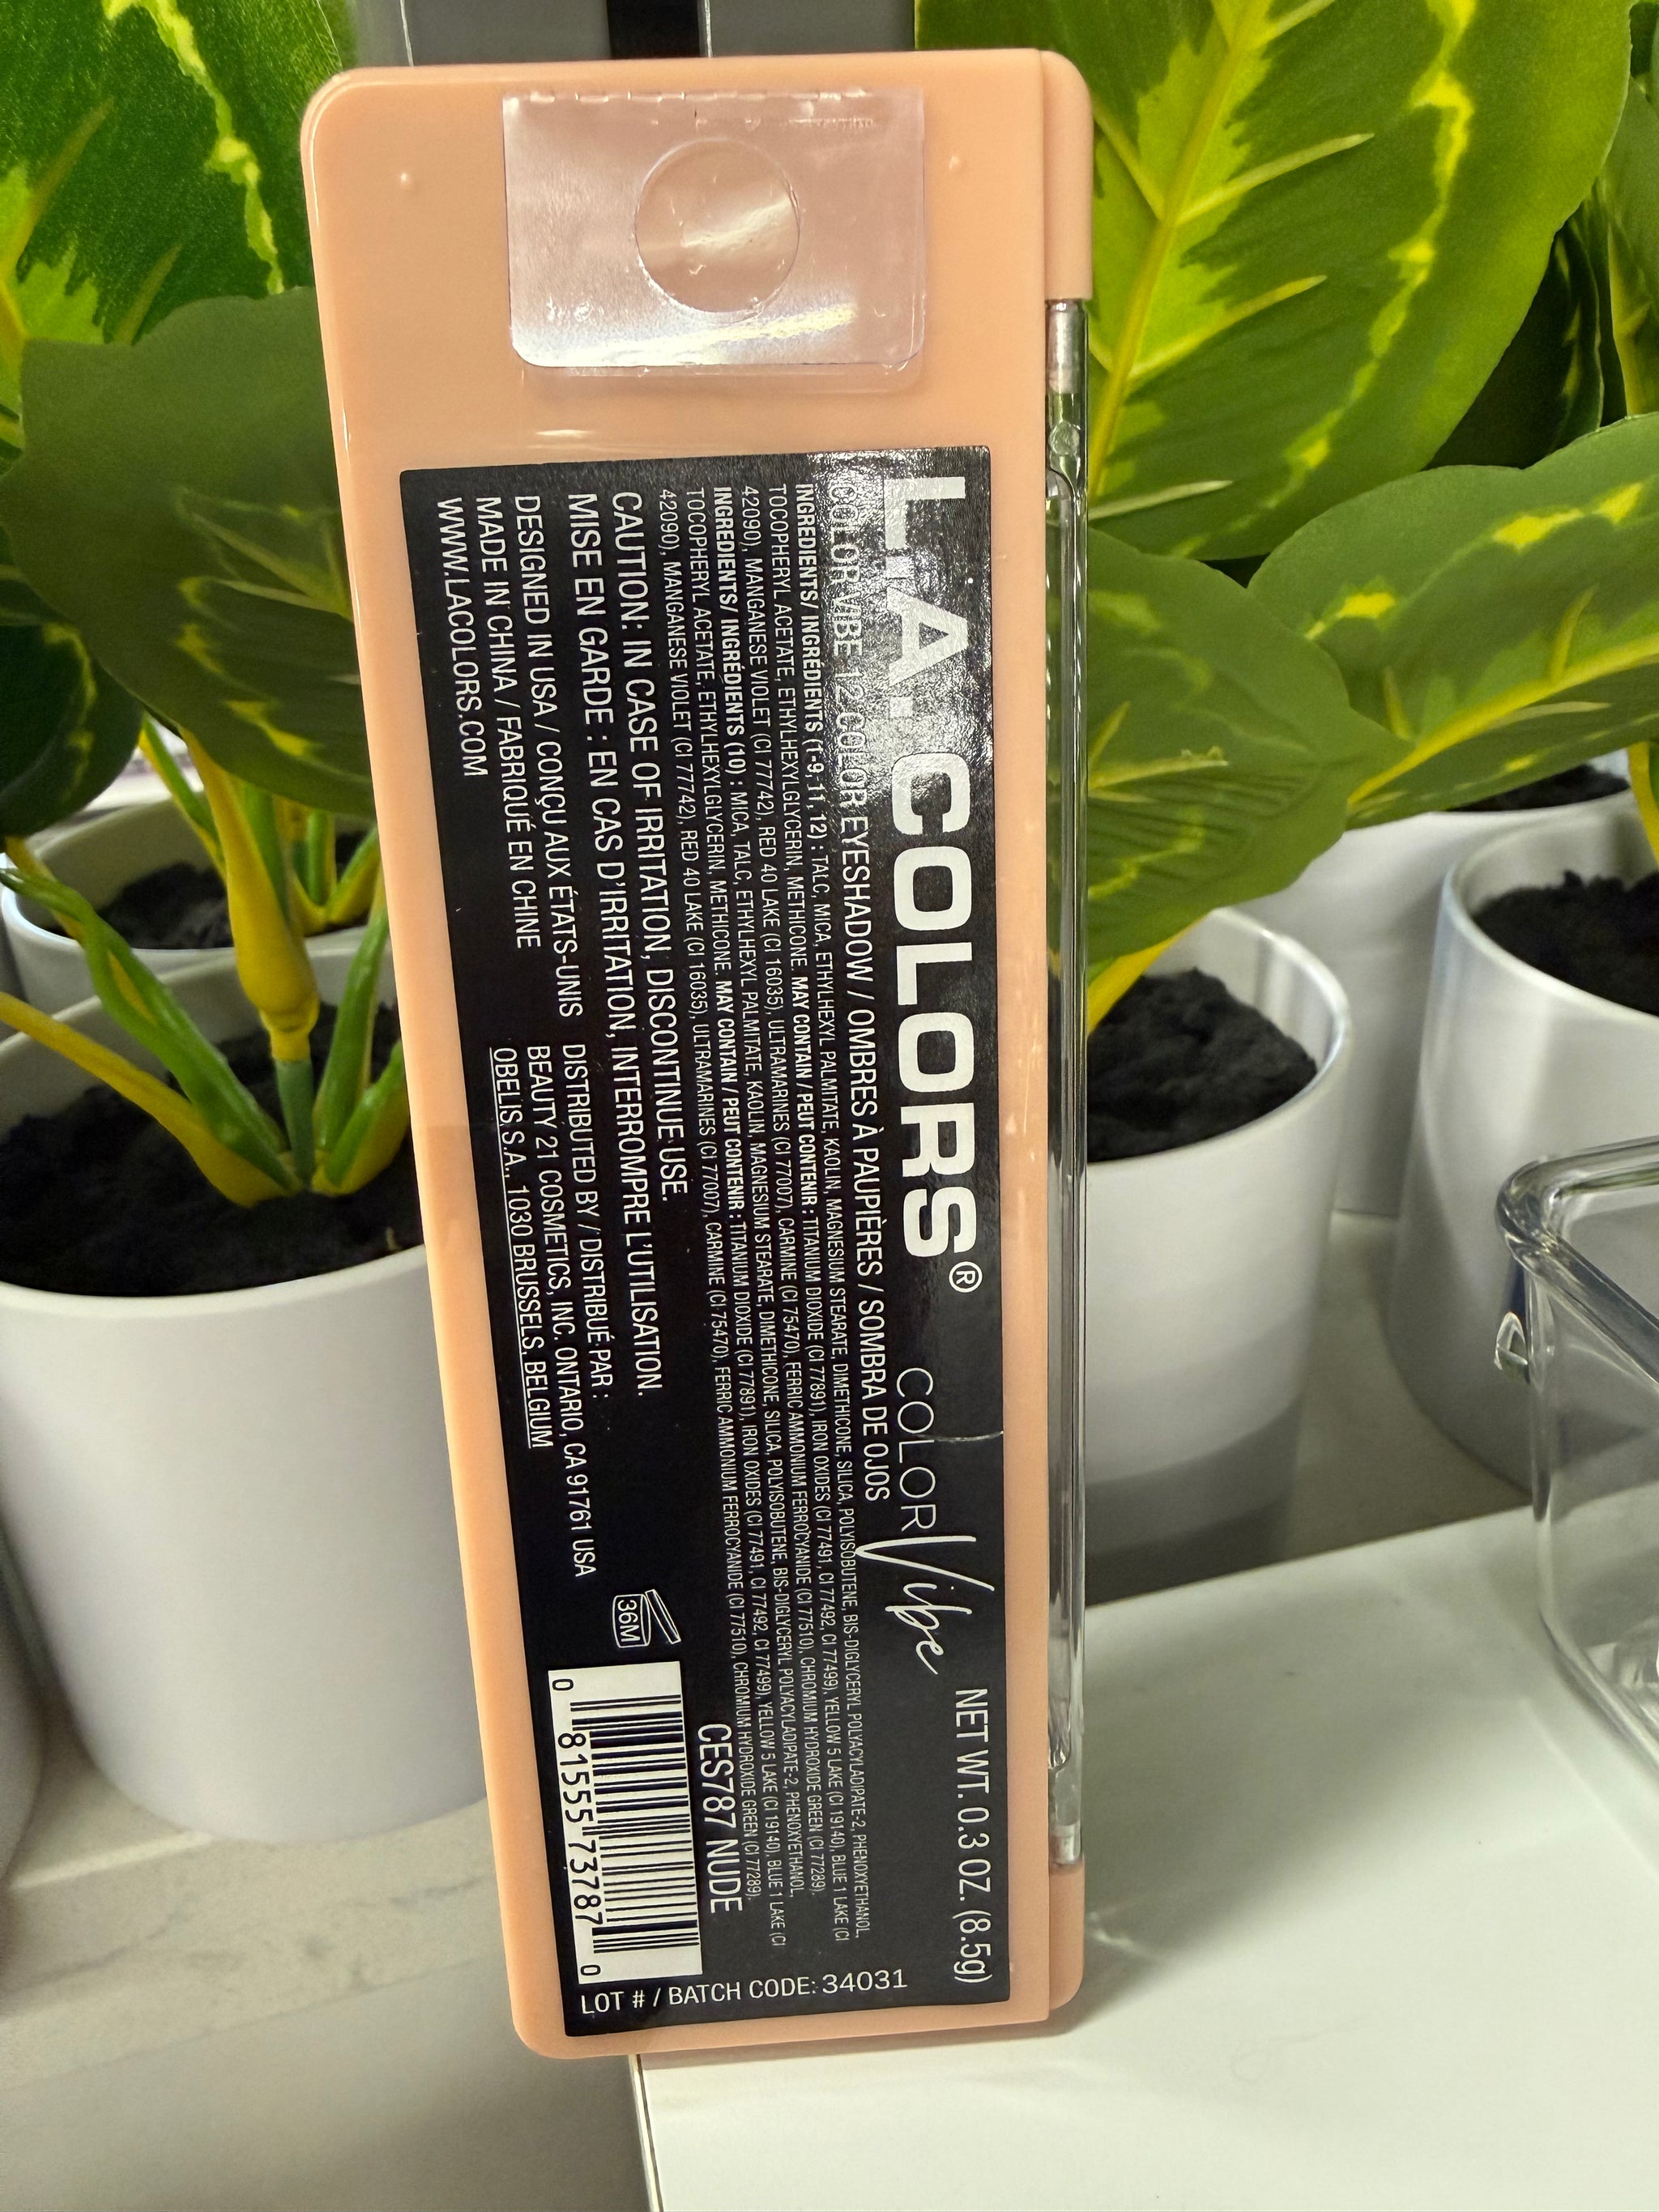 L.A. COLORS®
COLOR Vibe
NET WT. 0.3 OZ. (8.5g)
COLOR VIBE 12 COLOR EYESHADOW / OMBRES À PAUPIÈRES / SOMBRA DE OJOS
INGREDIENTS/ INGRÉDIENTS (1-9,11, 12) : TALC, MICA, ETHYLHEXYL PALMITATE, KAOLIN, MAGNESIUM STEARATE, DIMETHICONE, SILICA, POLYISOBUTENE, BIS-DIGLYCERYL POLYACYLADIPATE-2, PHENOXYETHANOL,
TOCOPHERYL ACETATE, ETHYLHEXYLGLYCERIN, METHICONE. MAY CONTAIN / PEUT CONTENIR : TITANIUM DIOXIDE (CI 77891), IRON OXIDES (CI 77491, CI 77492, CI 77499), YELLOW 5 LAKE (CI 19140), BLUE 1 LAKE (CI
42090), MANGANESE VIOLET (CI 77742), RED 40 LAKE (CI 16035), ULTRAMARINES (CI 77007), CARMINE (CI 75470), FERRIC AMMONIUM FERROCYANIDE (CI 77510), CHROMIUM HYDROXIDE GREEN (CI 77289).
INGREDIENTS/ INGRÉDIENTS (10) : MICA, TALC, ETHYLHEXYL PALMITATE, KAOLIN, MAGNESIUM STEARATE, DIMETHICONE, SILICA, POLYISOBUTENE, BIS-DIGLYCERYL POLYACYLADIPATE-2, PHENOXYETHANOL,
TOCOPHERYL ACETATE, ETHYLHEXYLGLYCERIN, METHICONE. MAY CONTAIN / PEUT CONTENIR : TITANIUM DIOXIDE (CI 77891), IRON OXIDES (CI 77491, CI 77492, CI 77499), YELLOW 5 LAKE (CI 19140), BLUE 1 LAKE (CI
42090), MANGANESE VIOLET (CI 77742), RED 40 LAKE (CI 16035), ULTRAMARINES (CI 77007), CARMINE (CI 75470), FERRIC AMMONIUM FERROCYANIDE (CI 77510), CHROMIUM HYDROXIDE GREEN (CI 77289).
CAUTION: IN CASE OF IRRITATION, DISCONTINUE USE.
MISE EN GARDE : EN CAS D'IRRITATION, INTERROMPRE L'UTILISATION.
DESIGNED IN USA / CONÇU AUX ÉTATS-UNIS
MADE IN CHINA / FABRIQUÉ EN CHINE
WWW.LACOLORS.COM
DISTRIBUTED BY / DISTRIBUÉ PAR :
BEAUTY 21 COSMETICS, INC. ONTARIO, CA 91761 USA
OBELIS S.A., 1030 BRUSSELS, BELGIUM
36M
CES787 NUDE
0 81555 73787 0
LOT # / BATCH CODE: 34031